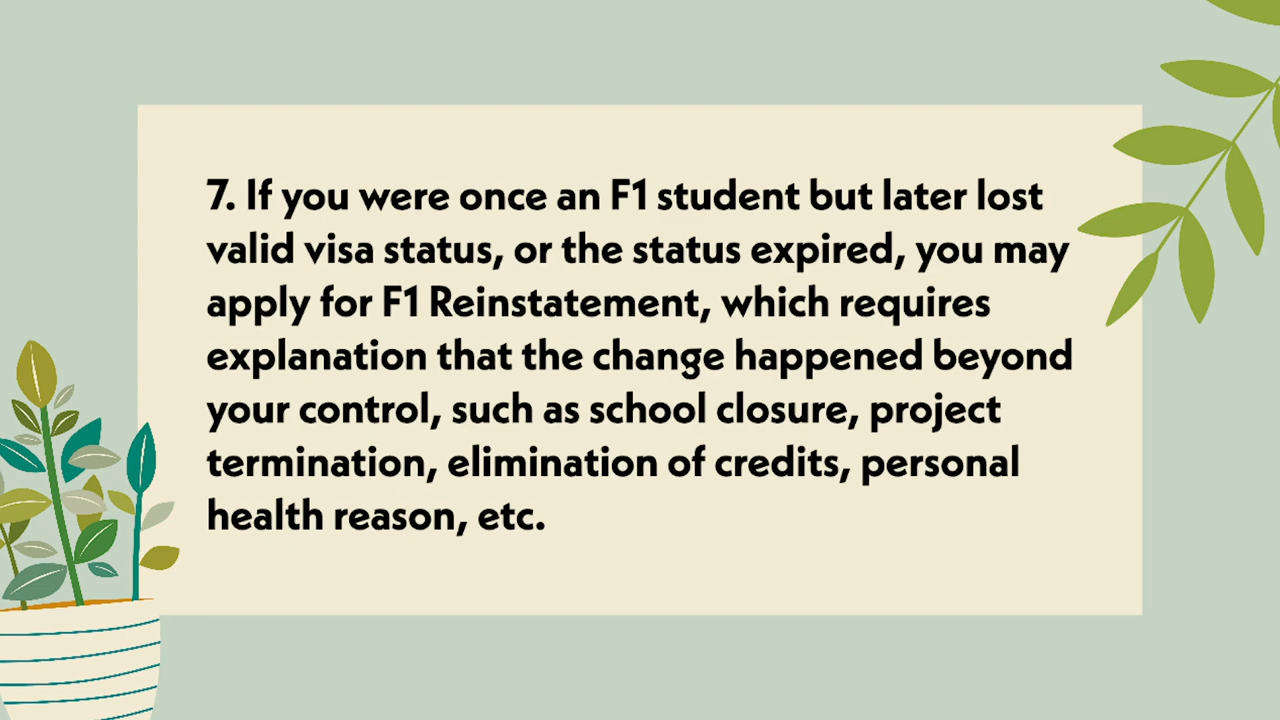 7. If you were once an F1 student but later lost
valid visa status, or the status expired, you may
apply for F1 Reinstatement, which requires
explanation that the change happened beyond
your control, such as school closure, project
termination, elimination of credits, personal
health reason, etc.